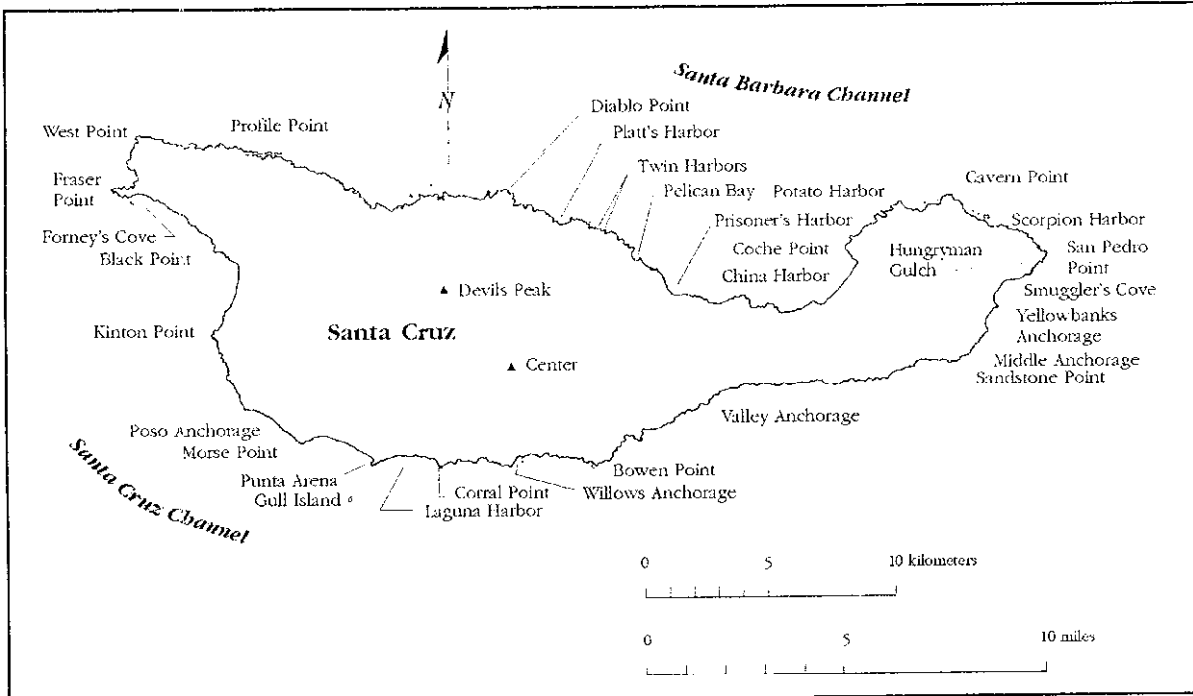 Santa Barbara Channel
N
Diablo Point
Platt's Harbor
West Point
Profile Point
Twin Harbors
Pelican Bay
Potato Harbor
Cavern Point
Fraser
Point
Prisoner's Harbor
Scorpion Harbor
Forney's Cove
Black Point
Coche Point
China Harbor
Hungryman
Gulch
San Pedro
Point
Devils Peak
Smuggler's Cove
Kinton Point
Santa Cruz
Yellowbanks
Anchorage
Center
Middle Anchorage
Sandstone Point
Valley Anchorage
Poso Anchorage
Morse Point
Santa Cruz Channel
Punta Arena
Gull Island
Corral Point
Laguna Harbor
Bowen Point
Willows Anchorage
0 5 10 kilometers
0 5 10 miles